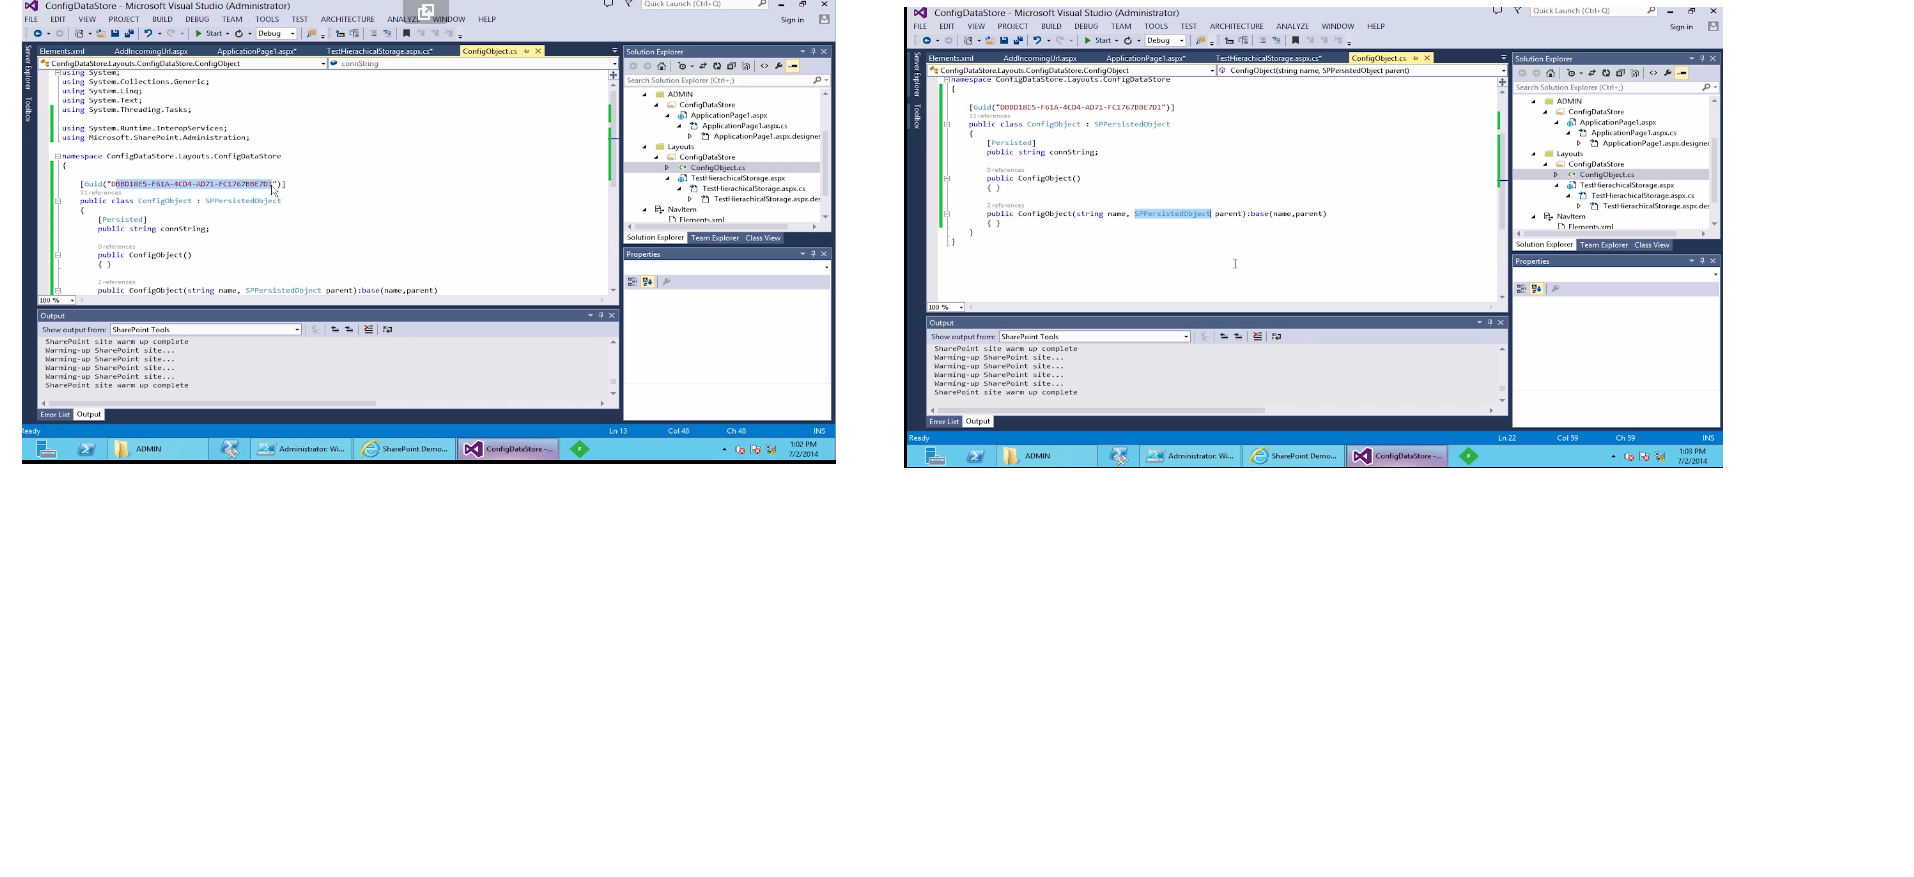 ConfigDataStore - Microsoft Visual Studio (Administrator)
Quick Launch (Ctrl+Q)
FILE EDIT VIEW PROJECT BUILD DEBUG TEAM TOOLS TEST ARCHITECTURE ANALYZE WINDOW HELP
Sign in
Start Debug
Elements.xml AddIncomingUrl.aspx ApplicationPage1.aspx* TestHierachicalStorage.aspx.cs* ConfigObject.cs
ConfigDataStore.Layouts.ConfigDataStore.ConfigObject connString
Server Explorer Toolbox
using System;
using System.Collections.Generic;
using System.Linq;
using System.Text;
using System.Threading.Tasks;
using System.Runtime.InteropServices;
using Microsoft.SharePoint.Administration;
namespace ConfigDataStore.Layouts.ConfigDataStore
{
[Guid("DBBD18E5-F61A-4CD4-AD71-FC1767BBE7D1")]
11 references
public class ConfigObject : SPPersistedObject
{
[Persisted]
public string connString;
0 references
public ConfigObject()
{ }
2 references
public ConfigObject(string name, SPPersistedObject parent):base(name,parent)
100 %
Solution Explorer
Search Solution Explorer (Ctrl+;)
ADMIN
ConfigDataStore
ApplicationPage1.aspx
ApplicationPage1.aspx.cs
ApplicationPage1.aspx.designer
Layouts
ConfigDataStore
ConfigObject.cs
TestHierachicalStorage.aspx
TestHierachicalStorage.aspx.cs
TestHierachicalStorage.aspx.des
NavItem
Elements.xml
Solution Explorer Team Explorer Class View
Properties
Output
Show output from: SharePoint Tools
SharePoint site warm up complete
Warming-up SharePoint site...
Warming-up SharePoint site...
Warming-up SharePoint site...
Warming-up SharePoint site...
SharePoint site warm up complete
Error List Output
Ready Ln 13 Col 48 Ch 48 INS
ADMIN Administrator: Wi... SharePoint Demo... ConfigDataStore -... 1:02 PM
7/2/2014
ConfigDataStore - Microsoft Visual Studio (Administrator)
Quick Launch (Ctrl+Q)
FILE EDIT VIEW PROJECT BUILD DEBUG TEAM TOOLS TEST ARCHITECTURE ANALYZE WINDOW HELP
Sign in
Start Debug
Elements.xml AddIncomingUrl.aspx ApplicationPage1.aspx* TestHierachicalStorage.aspx.cs* ConfigObject.cs
ConfigDataStore.Layouts.ConfigDataStore.ConfigObject ConfigObject(string name, SPPersistedObject parent)
Server Explorer Toolbox
namespace ConfigDataStore.Layouts.ConfigDataStore
{
[Guid("DBBD18E5-F61A-4CD4-AD71-FC1767BBE7D1")]
11 references
public class ConfigObject : SPPersistedObject
{
[Persisted]
public string connString;
0 references
public ConfigObject()
{ }
2 references
public ConfigObject(string name, SPPersistedObject parent):base(name,parent)
{ }
}
}
100 %
Solution Explorer
Search Solution Explorer (Ctrl+;)
ADMIN
ConfigDataStore
ApplicationPage1.aspx
ApplicationPage1.aspx.cs
ApplicationPage1.aspx.designer
Layouts
ConfigDataStore
ConfigObject.cs
TestHierachicalStorage.aspx
TestHierachicalStorage.aspx.cs
TestHierachicalStorage.aspx.des
NavItem
Elements.xml
Solution Explorer Team Explorer Class View
Properties
Output
Show output from: SharePoint Tools
SharePoint site warm up complete
Warming-up SharePoint site...
Warming-up SharePoint site...
Warming-up SharePoint site...
Warming-up SharePoint site...
SharePoint site warm up complete
Error List Output
Ready Ln 22 Col 59 Ch 59 INS
ADMIN Administrator: Wi... SharePoint Demo... ConfigDataStore -... 1:03 PM
7/2/2014